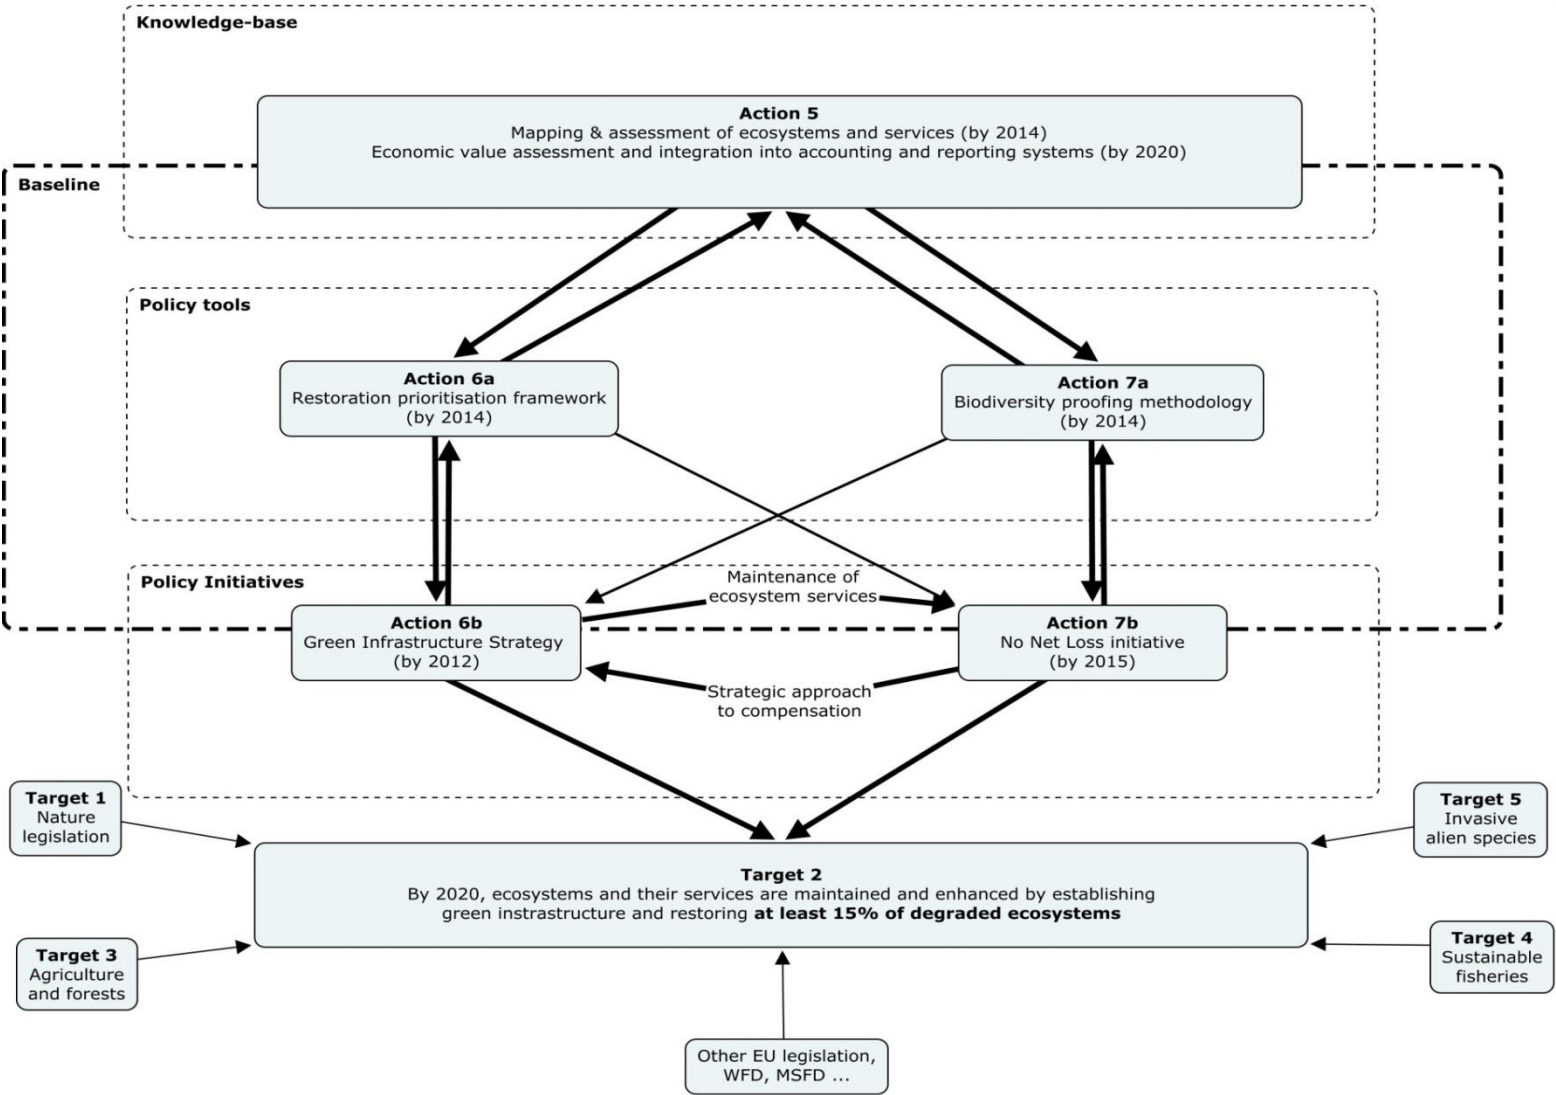 Knowledge-base
Action 5
Mapping & assessment of ecosystems and services (by 2014)
Economic value assessment and integration into accounting and reporting systems (by 2020)
Baseline
Policy tools
Action 6a
Restoration prioritisation framework
(by 2014)
Action 7a
Biodiversity proofing methodology
(by 2014)
Policy Initiatives
Maintenance of
ecosystem services
Action 6b
Green Infrastructure Strategy
(by 2012)
Action 7b
No Net Loss initiative
(by 2015)
Strategic approach
to compensation
Target 1
Nature
legislation
Target 5
Invasive
alien species
Target 2
By 2020, ecosystems and their services are maintained and enhanced by establishing
green instrastructure and restoring at least 15% of degraded ecosystems
Target 3
Agriculture
and forests
Target 4
Sustainable
fisheries
Other EU legislation,
WFD, MSFD ...